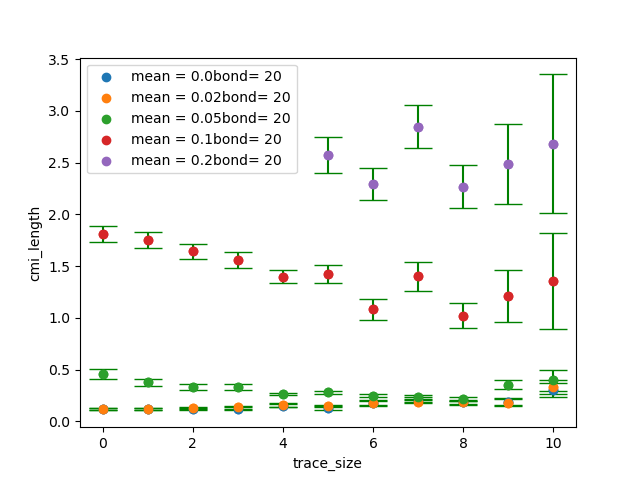 3.5
3.0
2.5
2.0
1.5
1.0
0.5
0.0
cmi_length
mean = 0.0bond= 20
mean = 0.02bond= 20
mean = 0.05bond= 20
mean = 0.1bond= 20
mean = 0.2bond= 20
0 2 4 6 8 10
trace_size